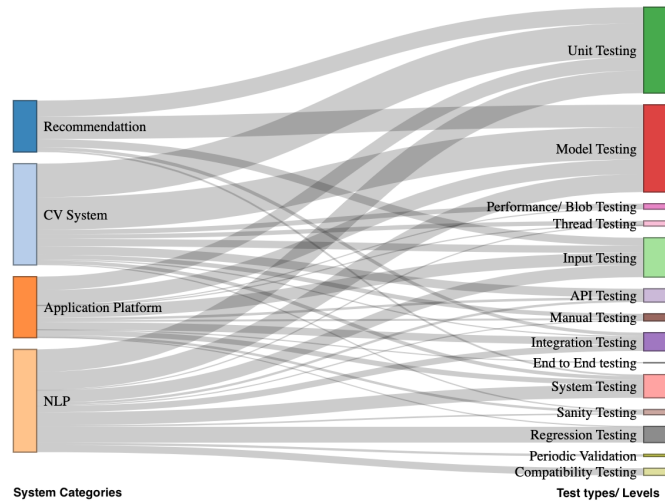 Unit Testing
Recommendattion
Model Testing
Performance/ Blob Testing
CV System
Thread Testing
Input Testing
API Testing
Application Platform
Manual Testing
Integration Testing
End to End testing
System Testing
NLP
Sanity Testing
Regression Testing
Periodic Validation
Compatibility Testing
System Categories
Test types/ Levels